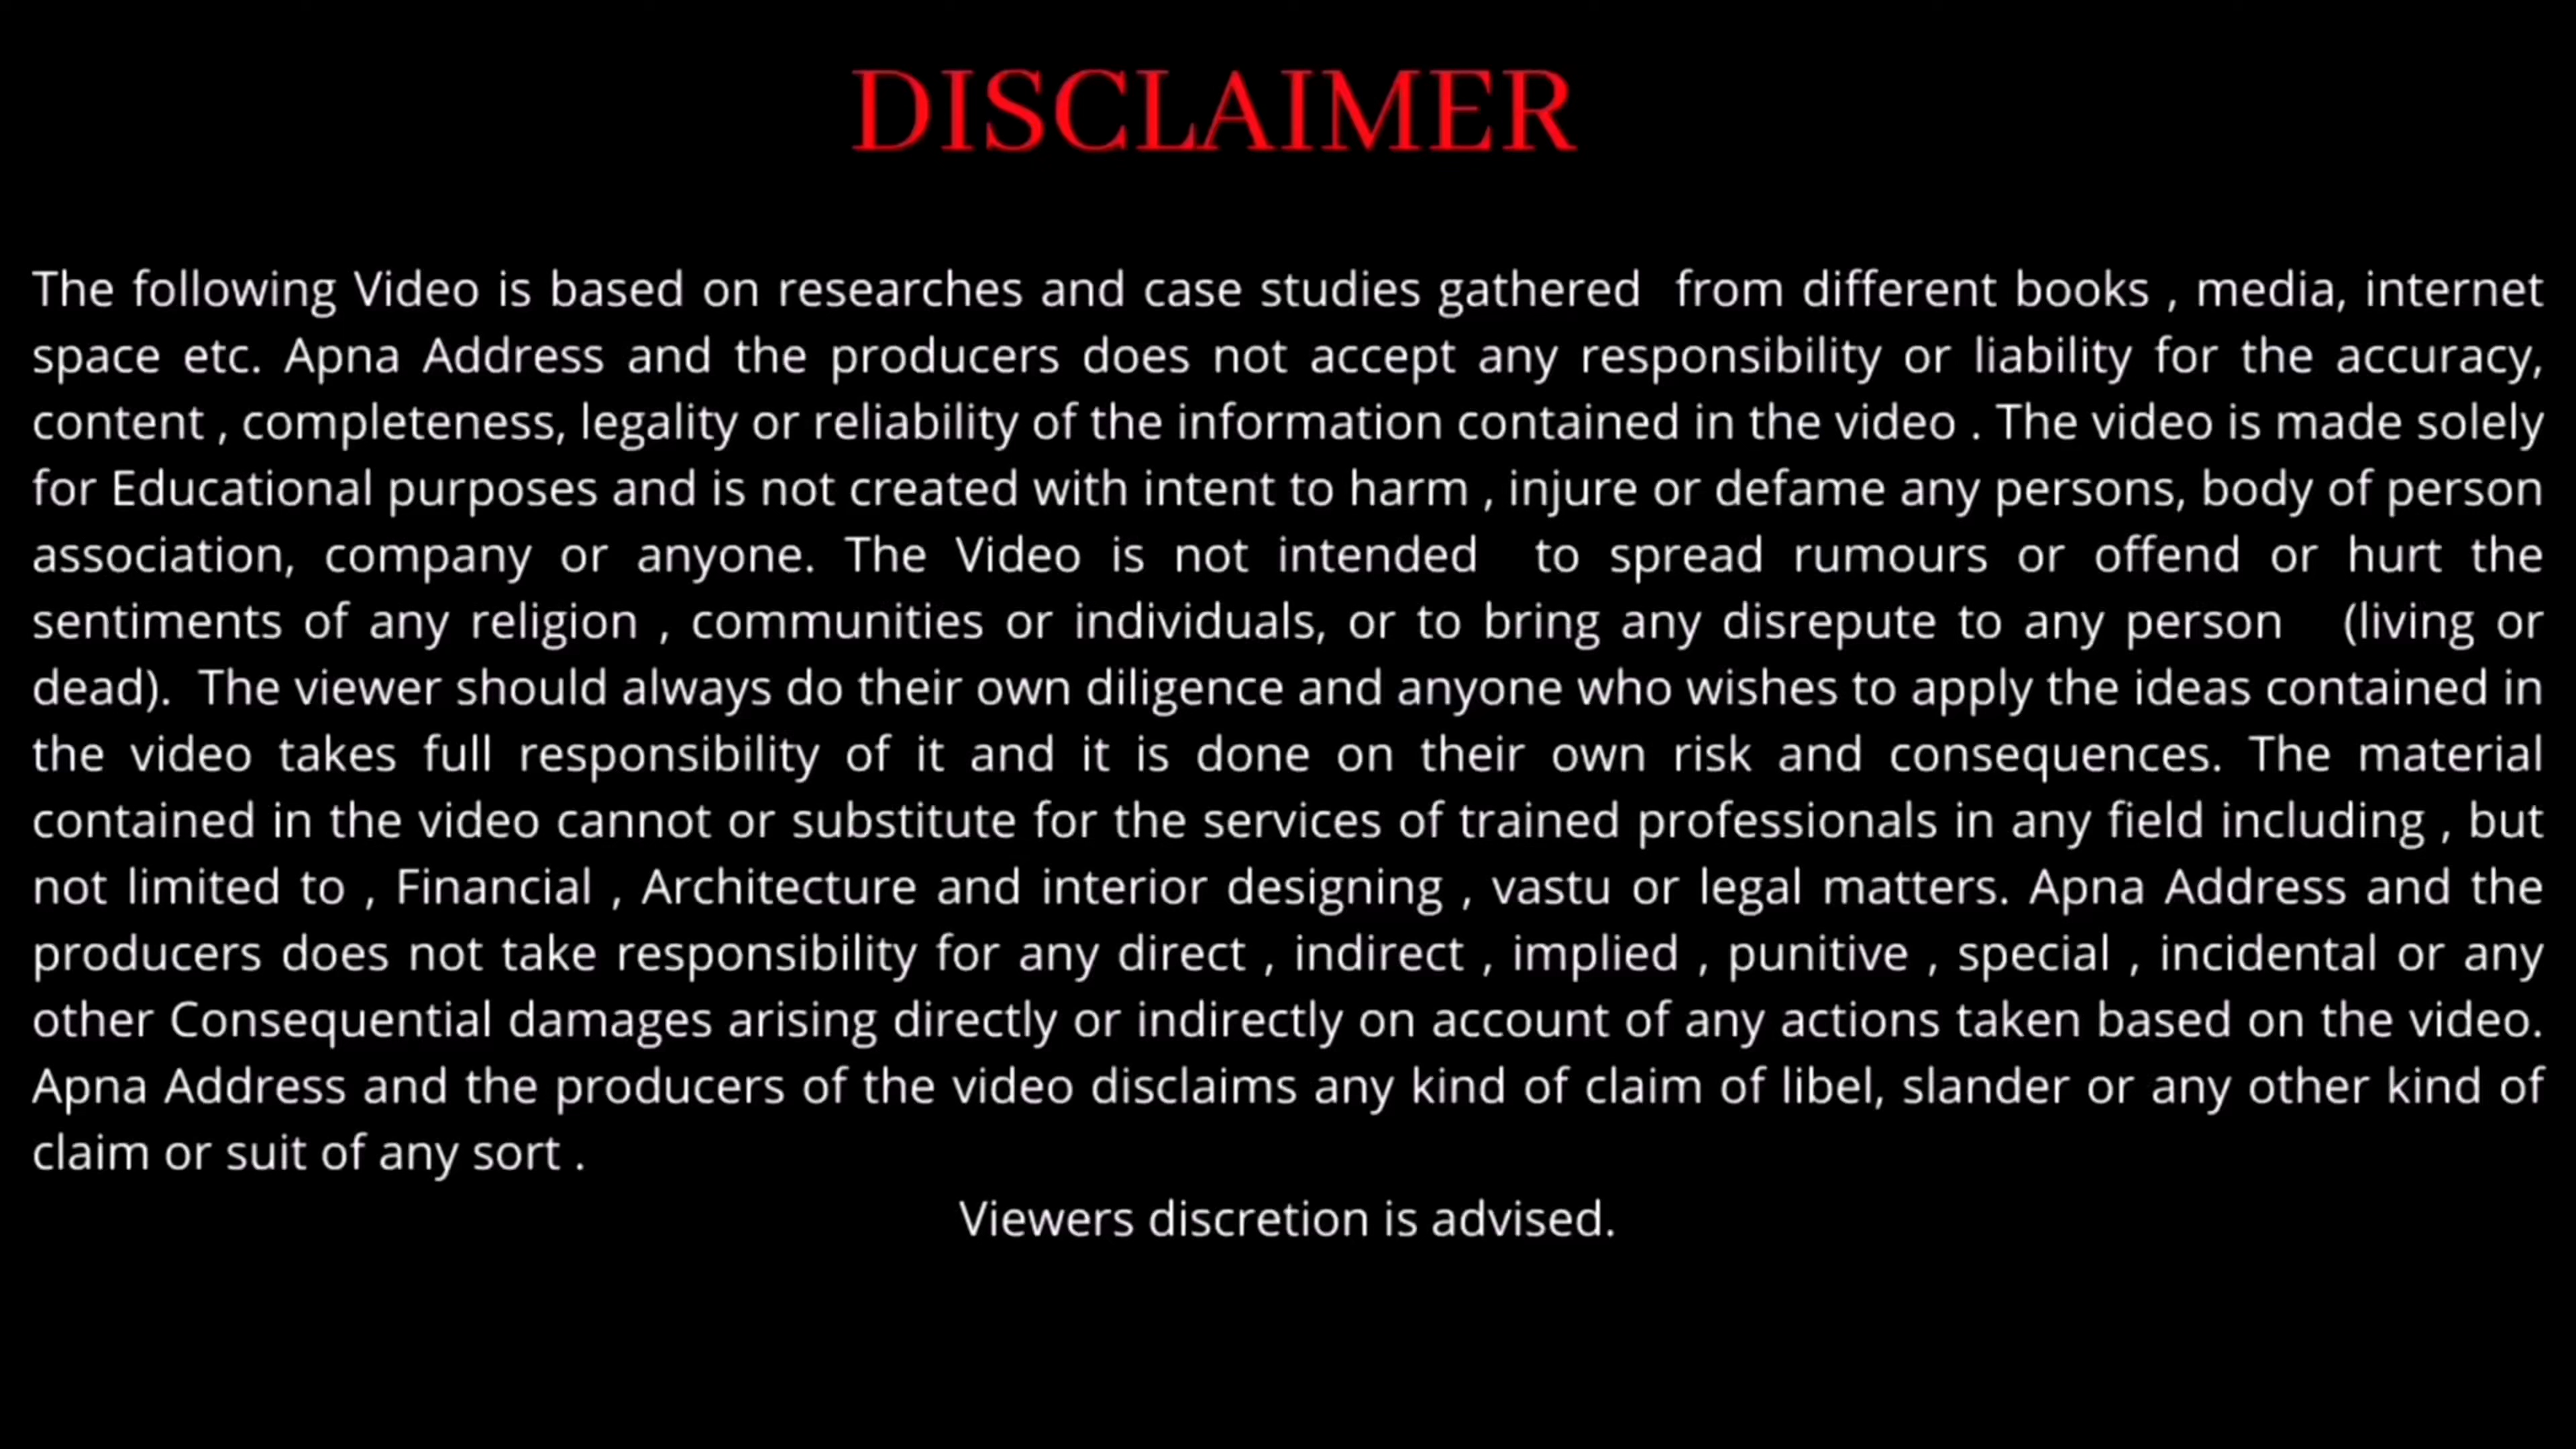 DISCLAIMER
The following Video is based on researches and case studies gathered from different books , media, internet
space etc. Apna Address and the producers does not accept any responsibility or liability for the accuracy,
content , completeness, legality or reliability of the information contained in the video . The video is made solely
for Educational purposes and is not created with intent to harm , injure or defame any persons, body of person
association, company or anyone. The Video is not intended to spread rumours or offend or hurt the
sentiments of any religion , communities or individuals, or to bring any disrepute to any person (living or
dead). The viewer should always do their own diligence and anyone who wishes to apply the ideas contained in
the video takes full responsibility of it and it is done on their own risk and consequences. The material
contained in the video cannot or substitute for the services of trained professionals in any field including , but
not limited to , Financial , Architecture and interior designing , vastu or legal matters. Apna Address and the
producers does not take responsibility for any direct , indirect , implied , punitive , special , incidental or any
other Consequential damages arising directly or indirectly on account of any actions taken based on the video.
Apna Address and the producers of the video disclaims any kind of claim of libel, slander or any other kind of
claim or suit of any sort .
Viewers discretion is advised.